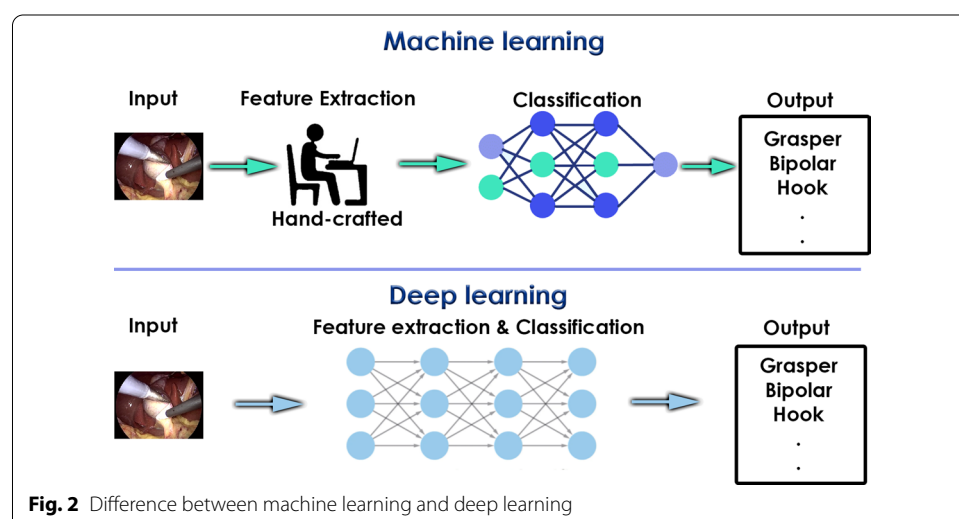 Machine learning
Input
Feature Extraction
Classification
Output
Hand-crafted
Grasper
Bipolar
Hook
.
.
Deep learning
Input
Feature extraction & Classification
Output
Grasper
Bipolar
Hook
.
.
Fig. 2 Difference between machine learning and deep learning